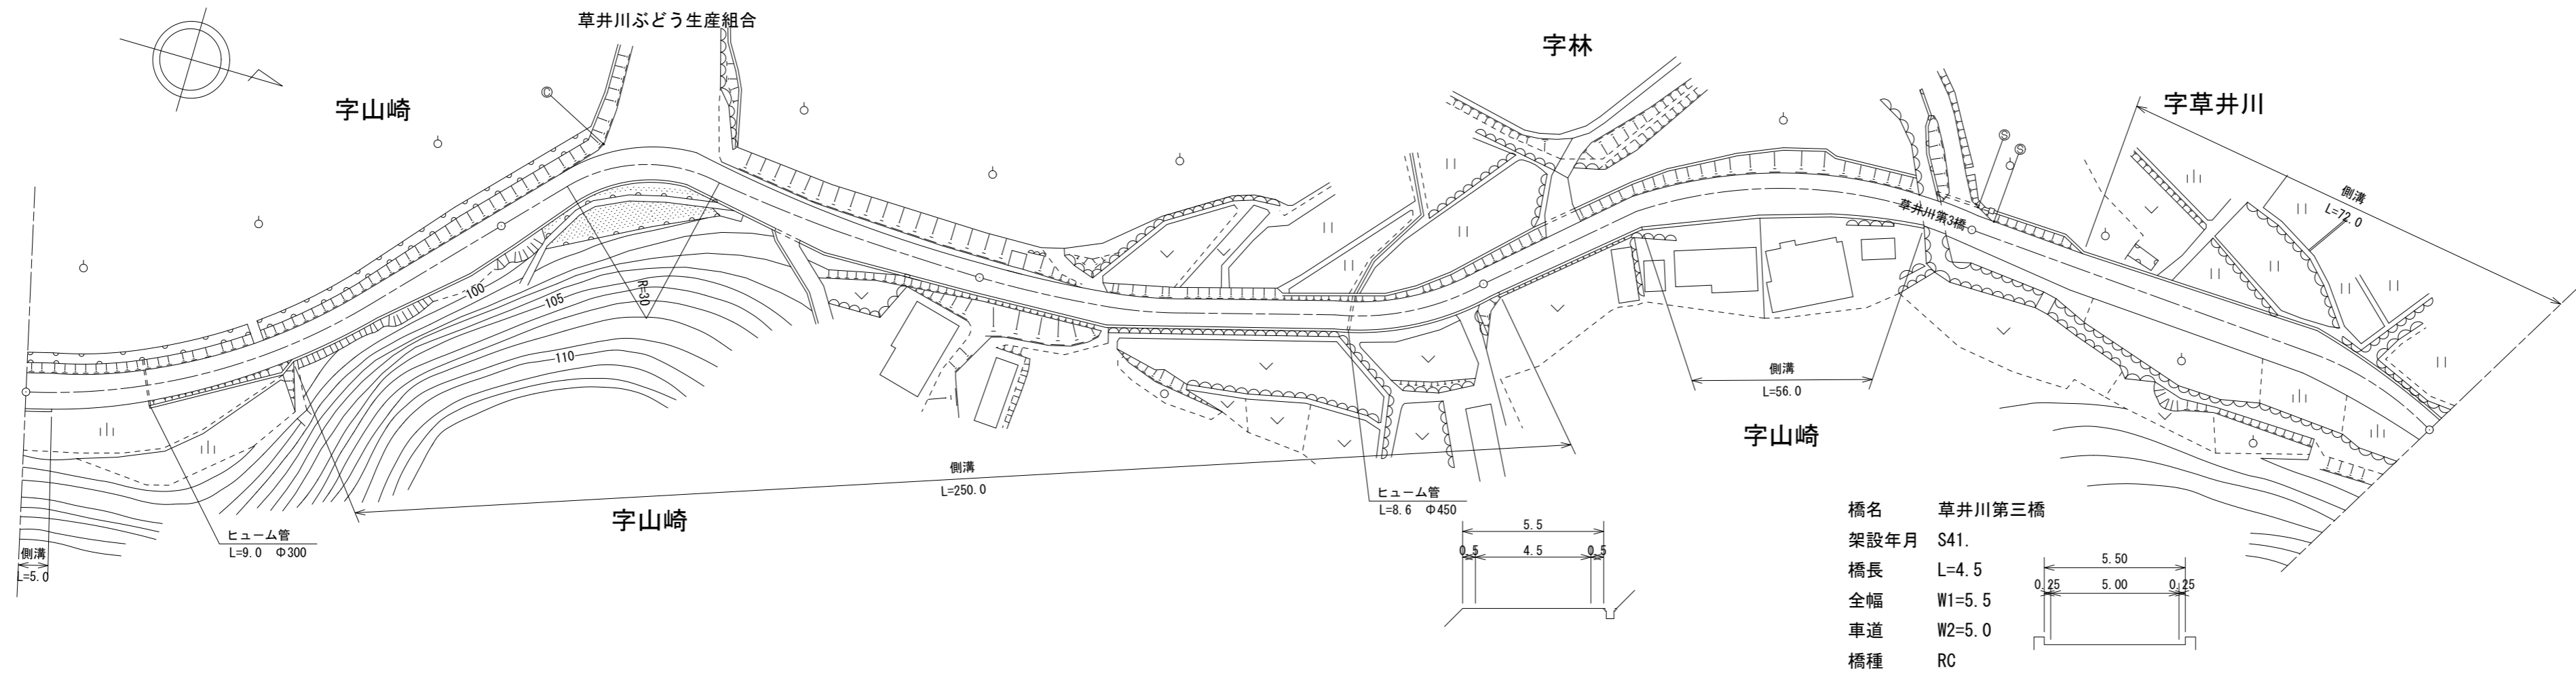 草井川ぶどう生産組合
字林
字草井川
字山崎
Ⓒ
Ⓢ
Ⓢ
側溝
L=72.0
草井川第3橋
R=30
100
105
110
側溝
L=56.0
字山崎
側溝
L=250.0
ヒューム管
L=8.6 Φ450
字山崎
ヒューム管
L=9.0 Φ300
側溝
L=5.0
5.5
0.5 4.5 0.5
橋名 草井川第三橋
架設年月 S41.
橋長 L=4.5
全幅 W1=5.5
車道 W2=5.0
橋種 RC
5.50
0.25 5.00 0.25